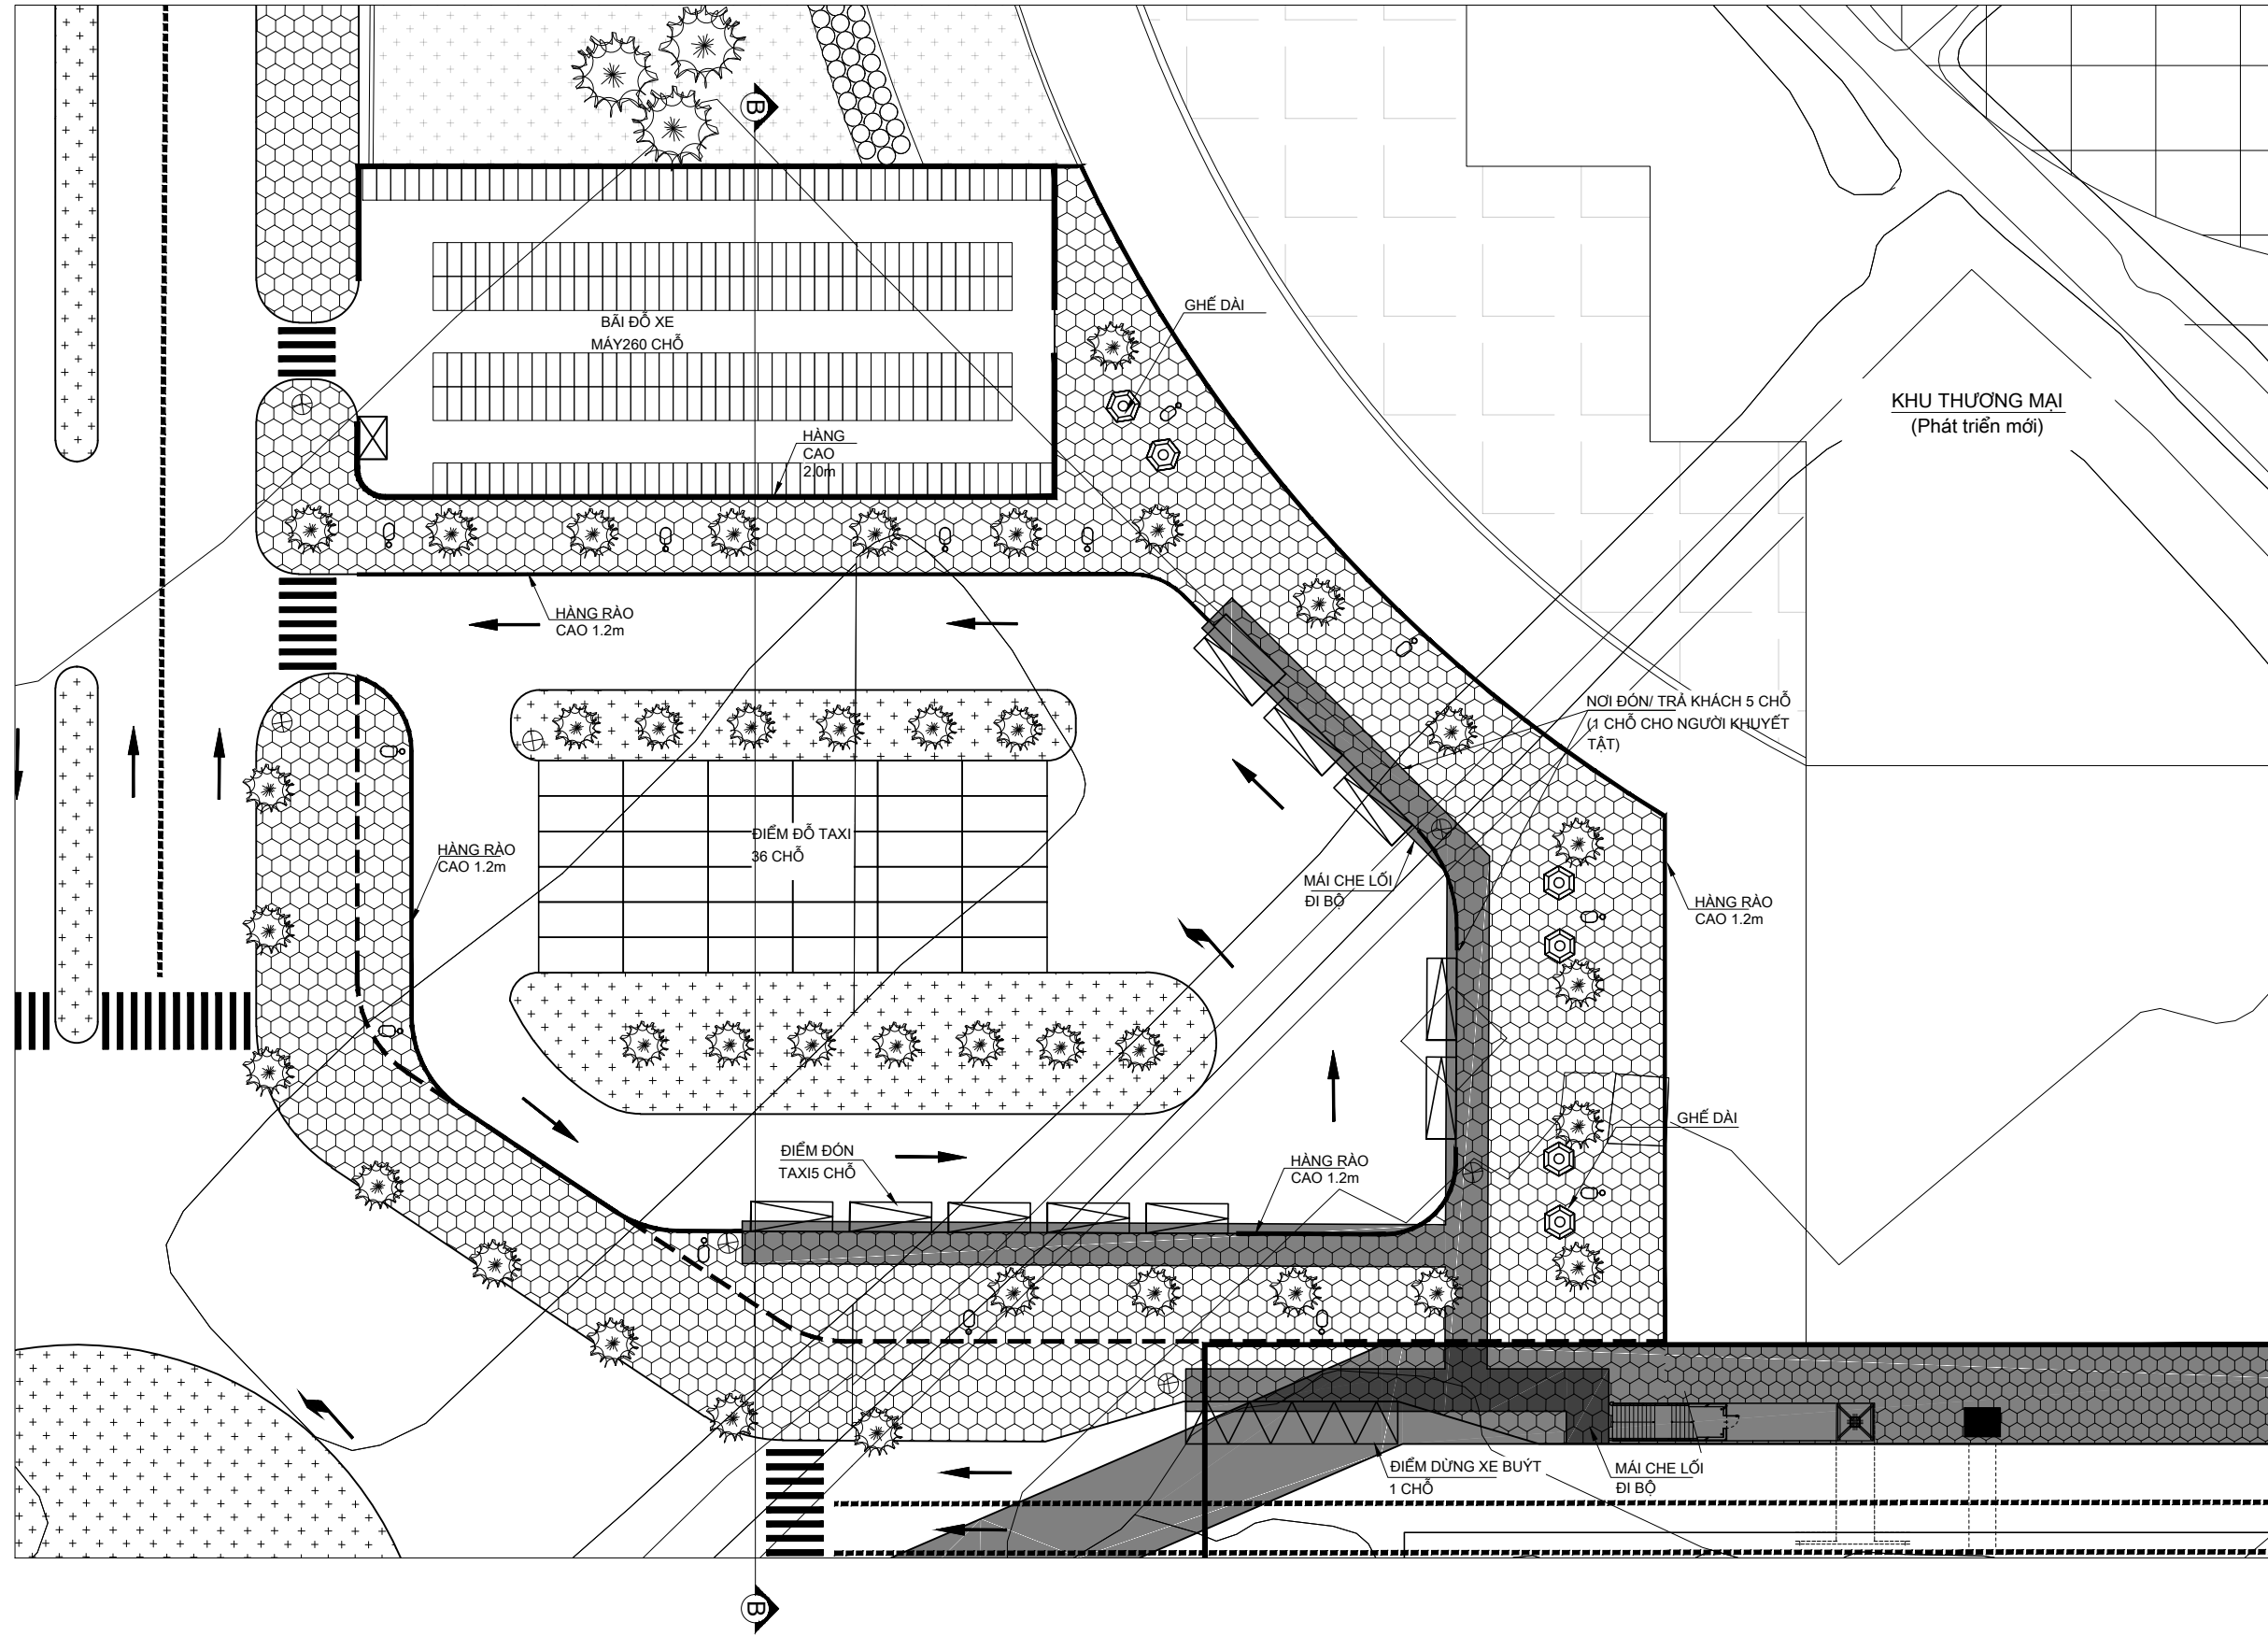 B
GHẾ DÀI
BÃI ĐỖ XE
MÁY260 CHỖ
KHU THƯƠNG MẠI
(Phát triển mới)
HÀNG
CAO
2.0m
HÀNG RÀO
CAO 1.2m
NƠI ĐÓN/ TRẢ KHÁCH 5 CHỖ
(1 CHỖ CHO NGƯỜI KHUYẾT
TẬT)
ĐIỂM ĐỖ TAXI
36 CHỖ
HÀNG RÀO
CAO 1.2m
MÁI CHE LỐI
ĐI BỘ
HÀNG RÀO
CAO 1.2m
GHẾ DÀI
ĐIỂM ĐÓN
TAXI5 CHỖ
HÀNG RÀO
CAO 1.2m
ĐIỂM DỪNG XE BUÝT
1 CHỖ
MÁI CHE LỐI
ĐI BỘ
B